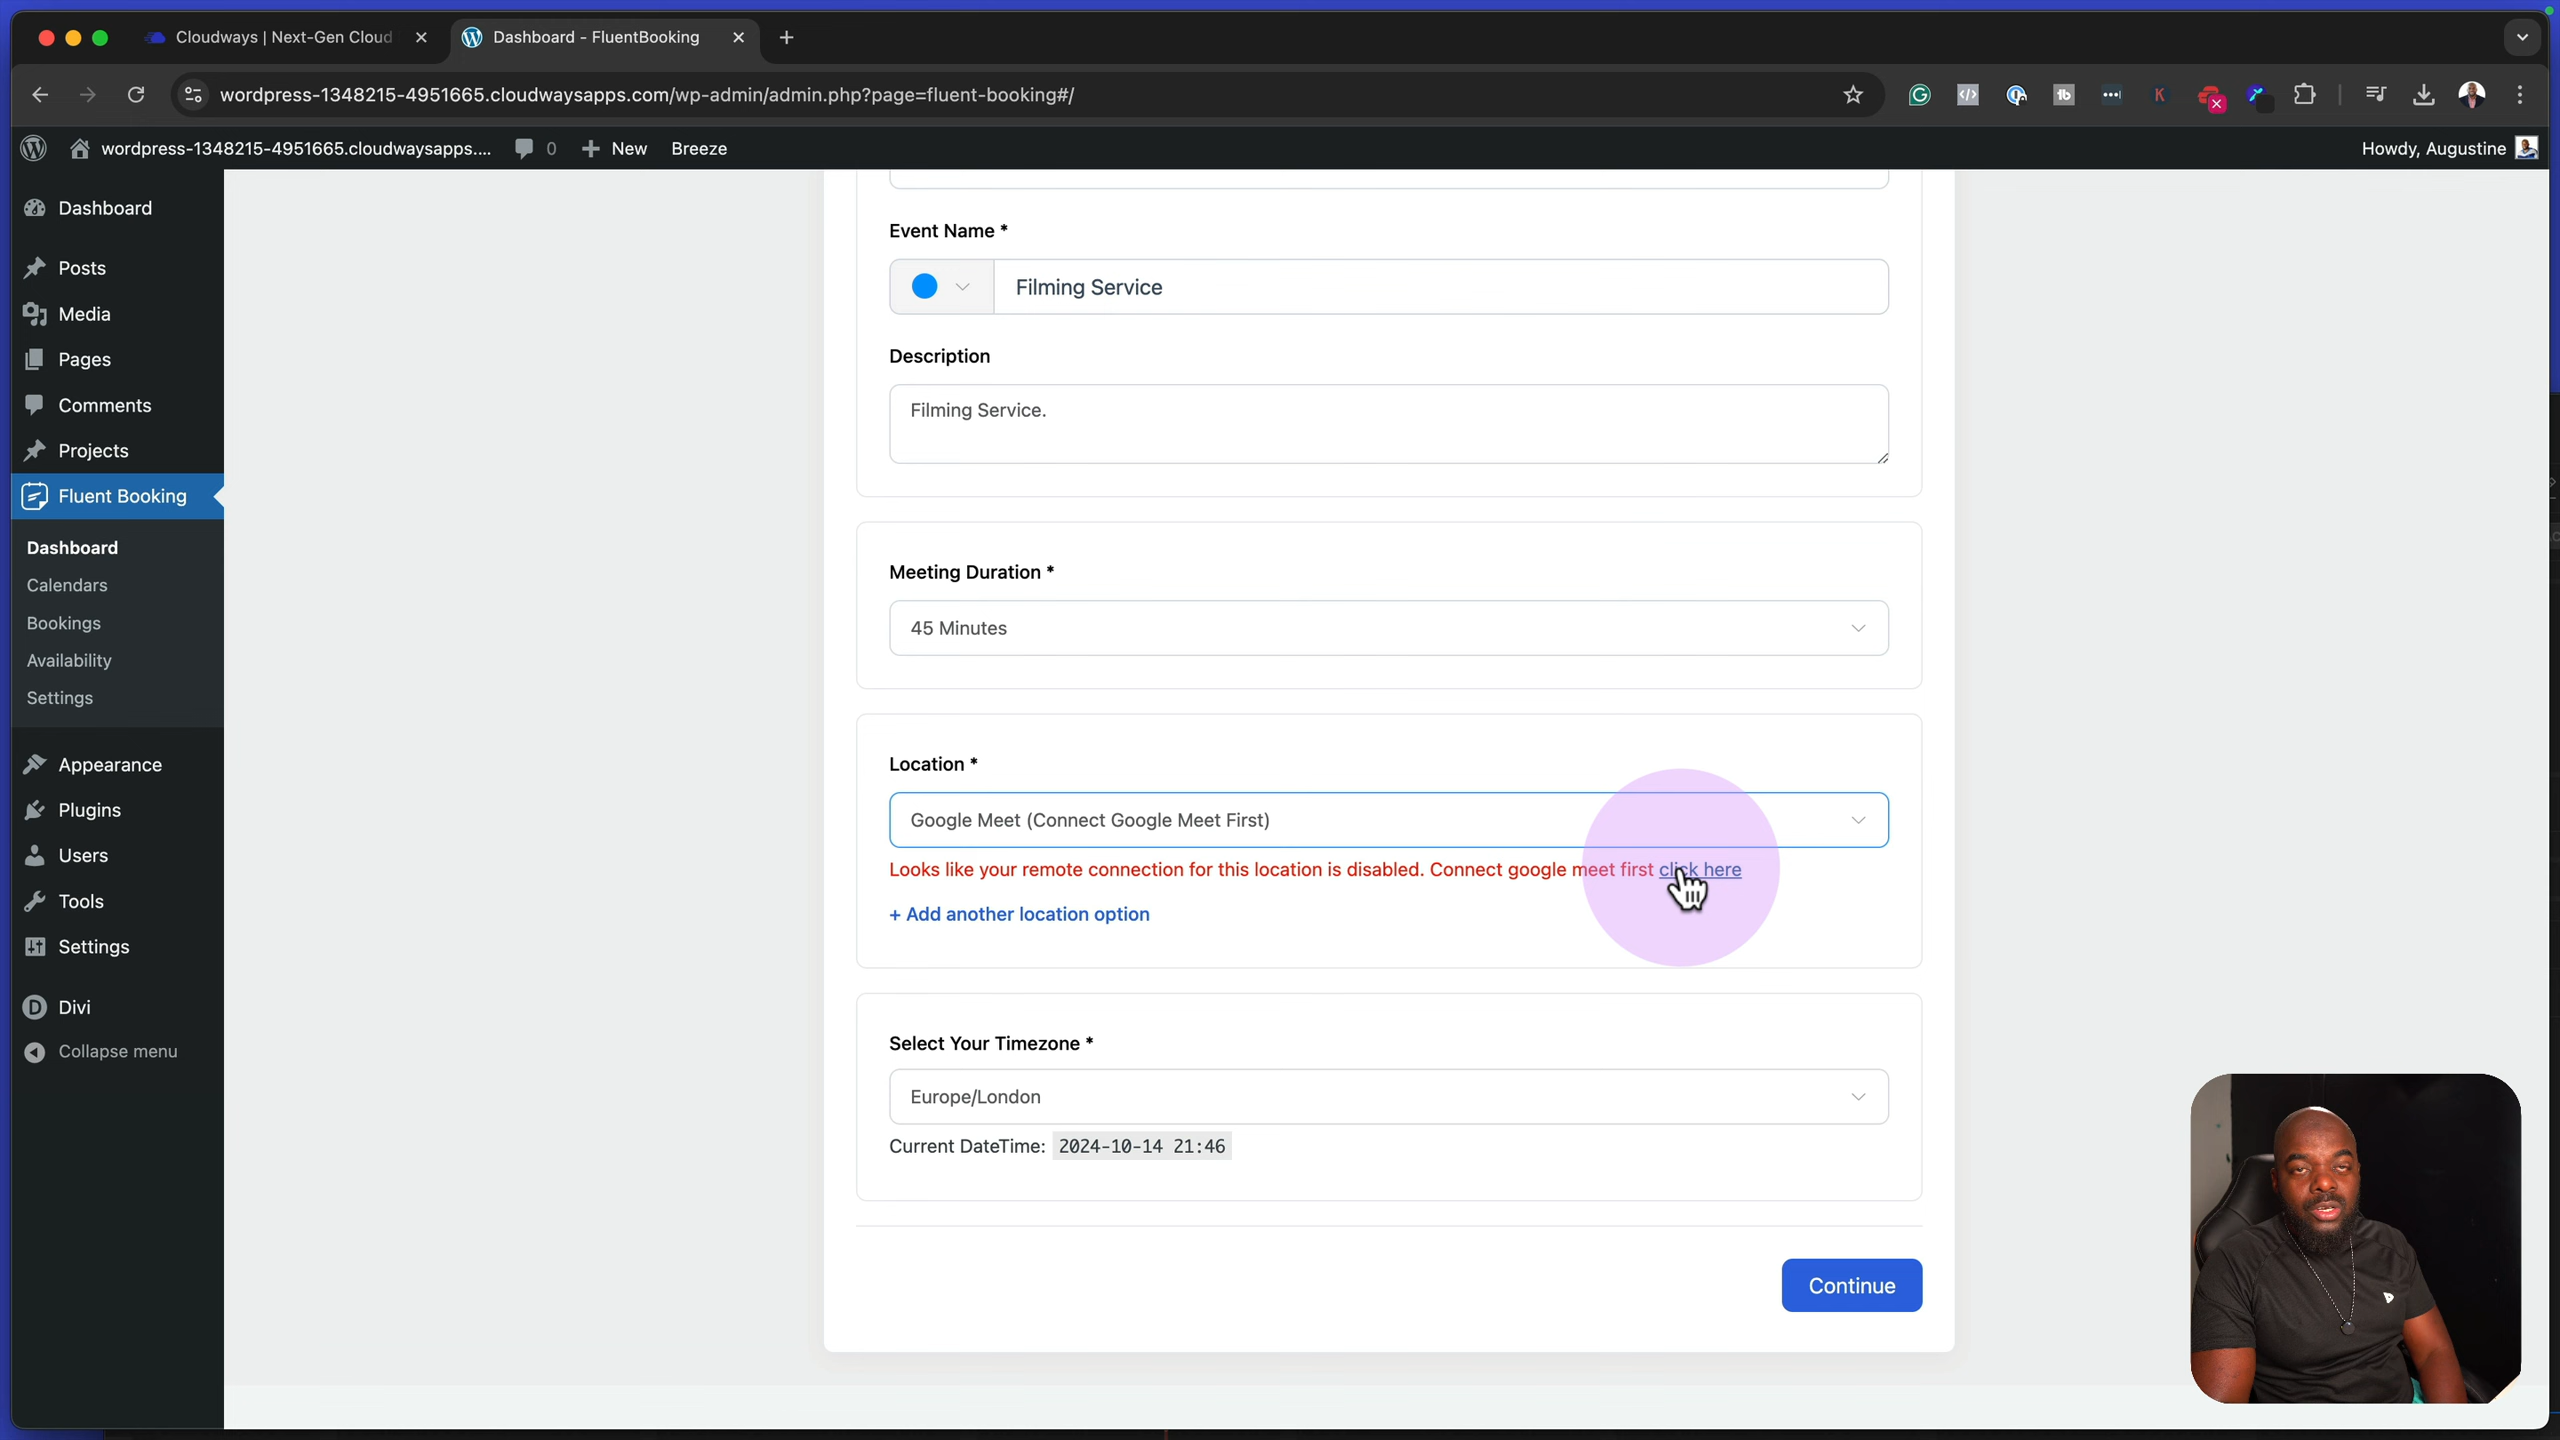 Cloudways | Next-Gen Cloud
Dashboard - FluentBooking
wordpress-1348215-4951665.cloudwaysapps.com/wp-admin/admin.php?page=fluent-booking#/
wordpress-1348215-4951665.cloudwaysapps....
0
New
Breeze
Howdy, Augustine
Dashboard
Posts
Media
Pages
Comments
Projects
Fluent Booking
Dashboard
Calendars
Bookings
Availability
Settings
Appearance
Plugins
Users
Tools
Settings
Divi
Collapse menu
Event Name *
Filming Service
Description
Filming Service.
Meeting Duration *
45 Minutes
Location *
Google Meet (Connect Google Meet First)
Looks like your remote connection for this location is disabled. Connect google meet first click here
+ Add another location option
Select Your Timezone *
Europe/London
Current DateTime: 2024-10-14 21:46
Continue